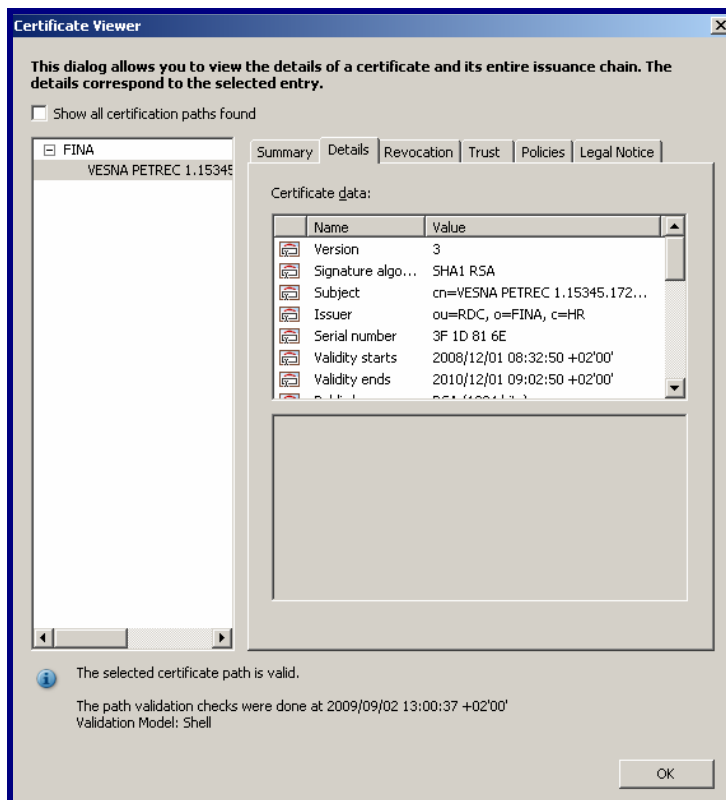 Certificate Viewer
This dialog allows you to view the details of a certificate and its entire issuance chain. The
details correspond to the selected entry.
Show all certification paths found
FINA
VESNA PETREC 1.15345
Summary Details Revocation Trust Policies Legal Notice
Certificate data:
Name Value
Version 3
Signature algo... SHA1 RSA
Subject cn=VESNA PETREC 1.15345.172...
Issuer ou=RDC, o=FINA, c=HR
Serial number 3F 1D 81 6E
Validity starts 2008/12/01 08:32:50 +02'00'
Validity ends 2010/12/01 09:02:50 +02'00'
The selected certificate path is valid.
The path validation checks were done at 2009/09/02 13:00:37 +02'00'
Validation Model: Shell
OK